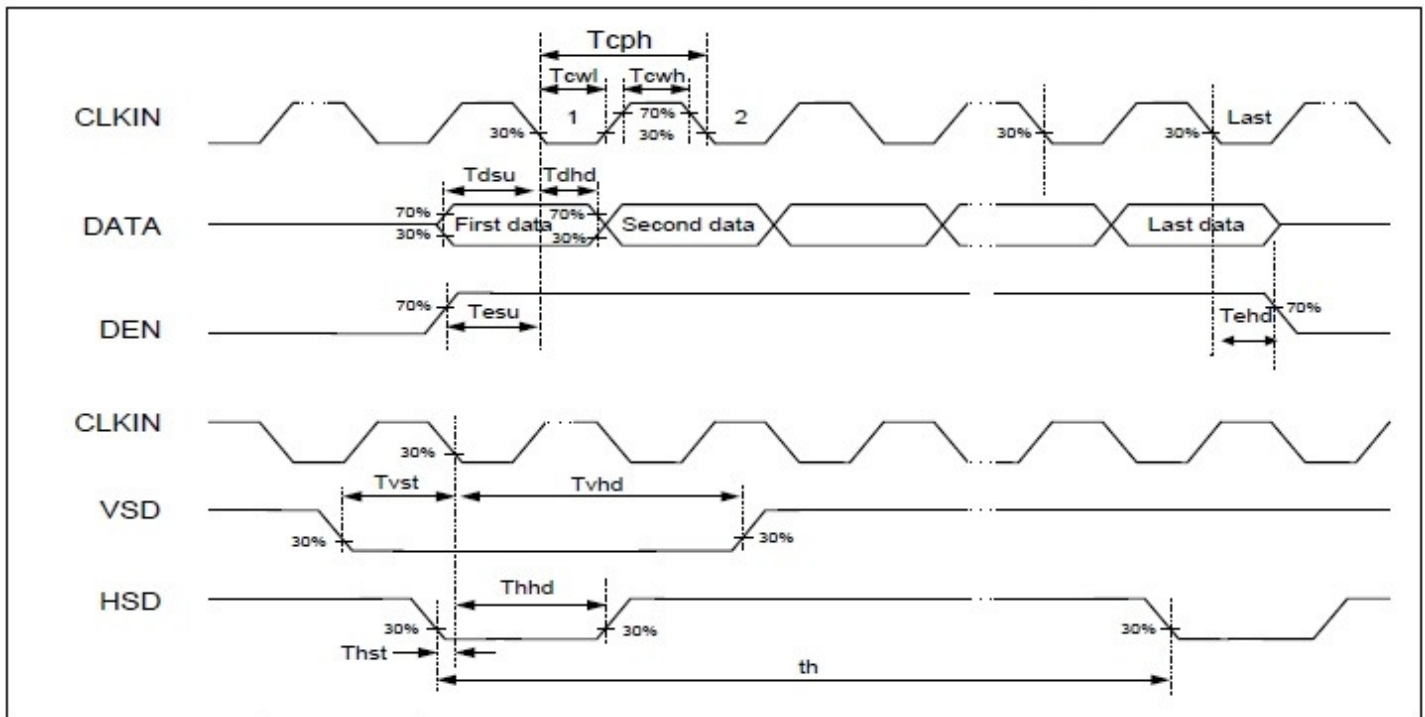 Tcph
Tcwl Tcwh
CLKIN 30% 1 70% 30% 2 30% 30% Last
Tdsu Tdhd
DATA 70% 30% First data 70% 30% Second data Last data
DEN 70% Tesu Tehd 70%
CLKIN 30%
Tvst Tvhd
VSD 30% 30%
Thhd
HSD 30% 30% 30%
Thst
th